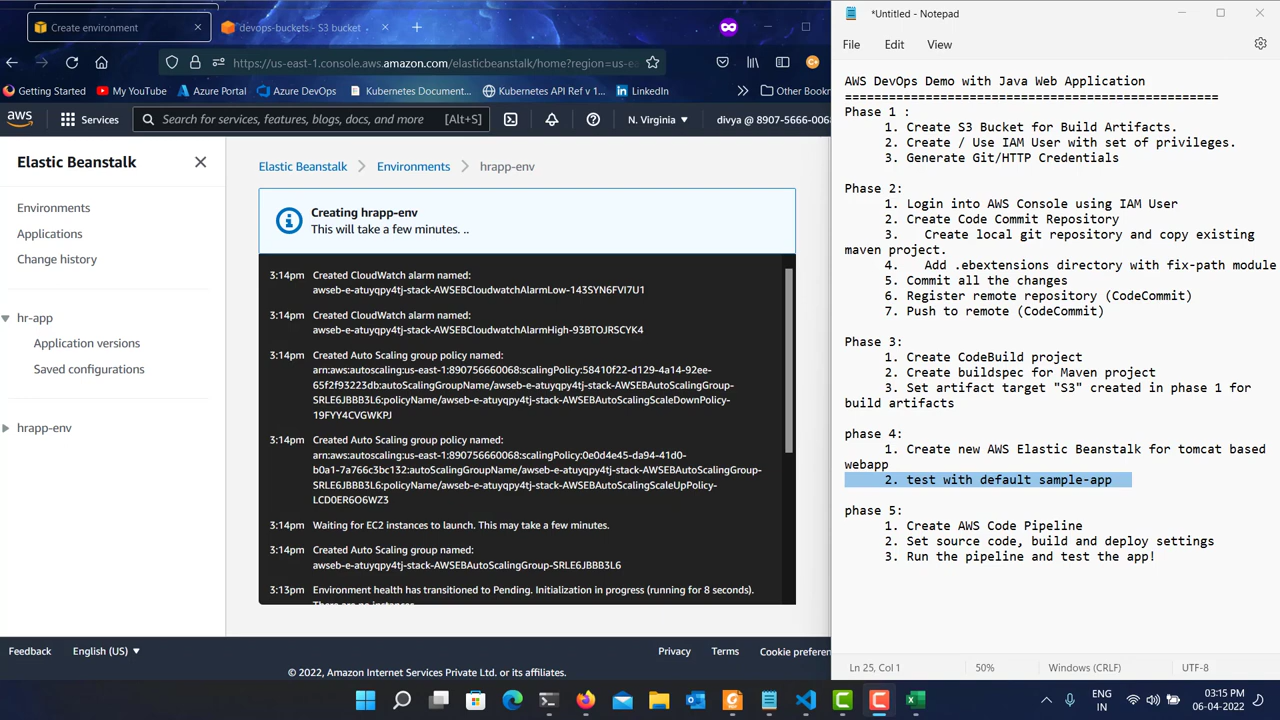 Create environment
devops-buckets - S3 bucket
https://us-east-1.console.aws.amazon.com/elasticbeanstalk/home?region=us-ea
Getting Started
My YouTube
Azure Portal
Azure DevOps
Kubernetes Document...
Kubernetes API Ref v 1...
LinkedIn
Other Bookm
aws
Services
Search for services, features, blogs, docs, and more [Alt+S]
N. Virginia
divya @ 8907-5666-0068
Elastic Beanstalk
Environments
Applications
Change history
hr-app
Application versions
Saved configurations
hrapp-env
Elastic Beanstalk > Environments > hrapp-env
Creating hrapp-env
This will take a few minutes. ..
3:14pm Created CloudWatch alarm named:
awseb-e-atuyqpy4tj-stack-AWSEBCloudwatchAlarmLow-143SYN6FVI7U1
3:14pm Created CloudWatch alarm named:
awseb-e-atuyqpy4tj-stack-AWSEBCloudwatchAlarmHigh-93BTOJRSCYK4
3:14pm Created Auto Scaling group policy named:
arn:aws:autoscaling:us-east-1:890756660068:scalingPolicy:58410f22-d129-4a14-92ee-
65f2f93223db:autoScalingGroupName/awseb-e-atuyqpy4tj-stack-AWSEBAutoScalingGroup-
SRLE6JBBB3L6:policyName/awseb-e-atuyqpy4tj-stack-AWSEBAutoScalingScaleDownPolicy-
19FYY4CVGWKPJ
3:14pm Created Auto Scaling group policy named:
arn:aws:autoscaling:us-east-1:890756660068:scalingPolicy:0e0d4e45-da94-41d0-
b0a1-7a766c3bc132:autoScalingGroupName/awseb-e-atuyqpy4tj-stack-AWSEBAutoScalingGroup-
SRLE6JBBB3L6:policyName/awseb-e-atuyqpy4tj-stack-AWSEBAutoScalingScaleUpPolicy-
LCD0ER6O6WZ3
3:14pm Waiting for EC2 instances to launch. This may take a few minutes.
3:14pm Created Auto Scaling group named:
awseb-e-atuyqpy4tj-stack-AWSEBAutoScalingGroup-SRLE6JBBB3L6
3:13pm Environment health has transitioned to Pending. Initialization in progress (running for 8 seconds).
There are no instances.
Feedback
English (US)
Privacy
Terms
Cookie preferen
© 2022, Amazon Internet Services Private Ltd. or its affiliates.
*Untitled - Notepad
File Edit View
AWS DevOps Demo with Java Web Application
===================================================
Phase 1 :
1. Create S3 Bucket for Build Artifacts.
2. Create / Use IAM User with set of privileges.
3. Generate Git/HTTP Credentials
Phase 2:
1. Login into AWS Console using IAM User
2. Create Code Commit Repository
3. Create local git repository and copy existing
maven project.
4. Add .ebextensions directory with fix-path module
5. Commit all the changes
6. Register remote repository (CodeCommit)
7. Push to remote (CodeCommit)
Phase 3:
1. Create CodeBuild project
2. Create buildspec for Maven project
3. Set artifact target "S3" created in phase 1 for
build artifacts
phase 4:
1. Create new AWS Elastic Beanstalk for tomcat based
webapp
2. test with default sample-app
phase 5:
1. Create AWS Code Pipeline
2. Set source code, build and deploy settings
3. Run the pipeline and test the app!
Ln 25, Col 1
50%
Windows (CRLF)
UTF-8
ENG
IN
03:15 PM
06-04-2022